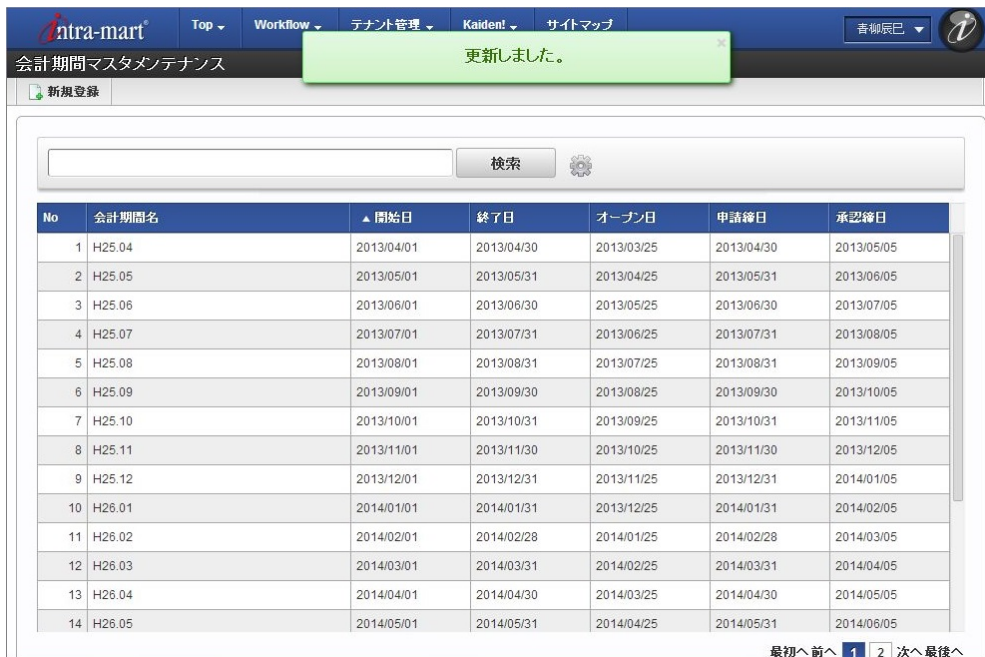 intra-mart® Top Workflow テナント管理 Kaiden! サイトマップ 青柳辰巳
更新しました。 ×
会計期間マスタメンテナンス
新規登録
検索
No 会計期間名 ▲開始日 終了日 オープン日 申請締日 承認締日
1 H25.04 2013/04/01 2013/04/30 2013/03/25 2013/04/30 2013/05/05
2 H25.05 2013/05/01 2013/05/31 2013/04/25 2013/05/31 2013/06/05
3 H25.06 2013/06/01 2013/06/30 2013/05/25 2013/06/30 2013/07/05
4 H25.07 2013/07/01 2013/07/31 2013/06/25 2013/07/31 2013/08/05
5 H25.08 2013/08/01 2013/08/31 2013/07/25 2013/08/31 2013/09/05
6 H25.09 2013/09/01 2013/09/30 2013/08/25 2013/09/30 2013/10/05
7 H25.10 2013/10/01 2013/10/31 2013/09/25 2013/10/31 2013/11/05
8 H25.11 2013/11/01 2013/11/30 2013/10/25 2013/11/30 2013/12/05
9 H25.12 2013/12/01 2013/12/31 2013/11/25 2013/12/31 2014/01/05
10 H26.01 2014/01/01 2014/01/31 2013/12/25 2014/01/31 2014/02/05
11 H26.02 2014/02/01 2014/02/28 2014/01/25 2014/02/28 2014/03/05
12 H26.03 2014/03/01 2014/03/31 2014/02/25 2014/03/31 2014/04/05
13 H26.04 2014/04/01 2014/04/30 2014/03/25 2014/04/30 2014/05/05
14 H26.05 2014/05/01 2014/05/31 2014/04/25 2014/05/31 2014/06/05
最初へ 前へ 1 2 次へ 最後へ